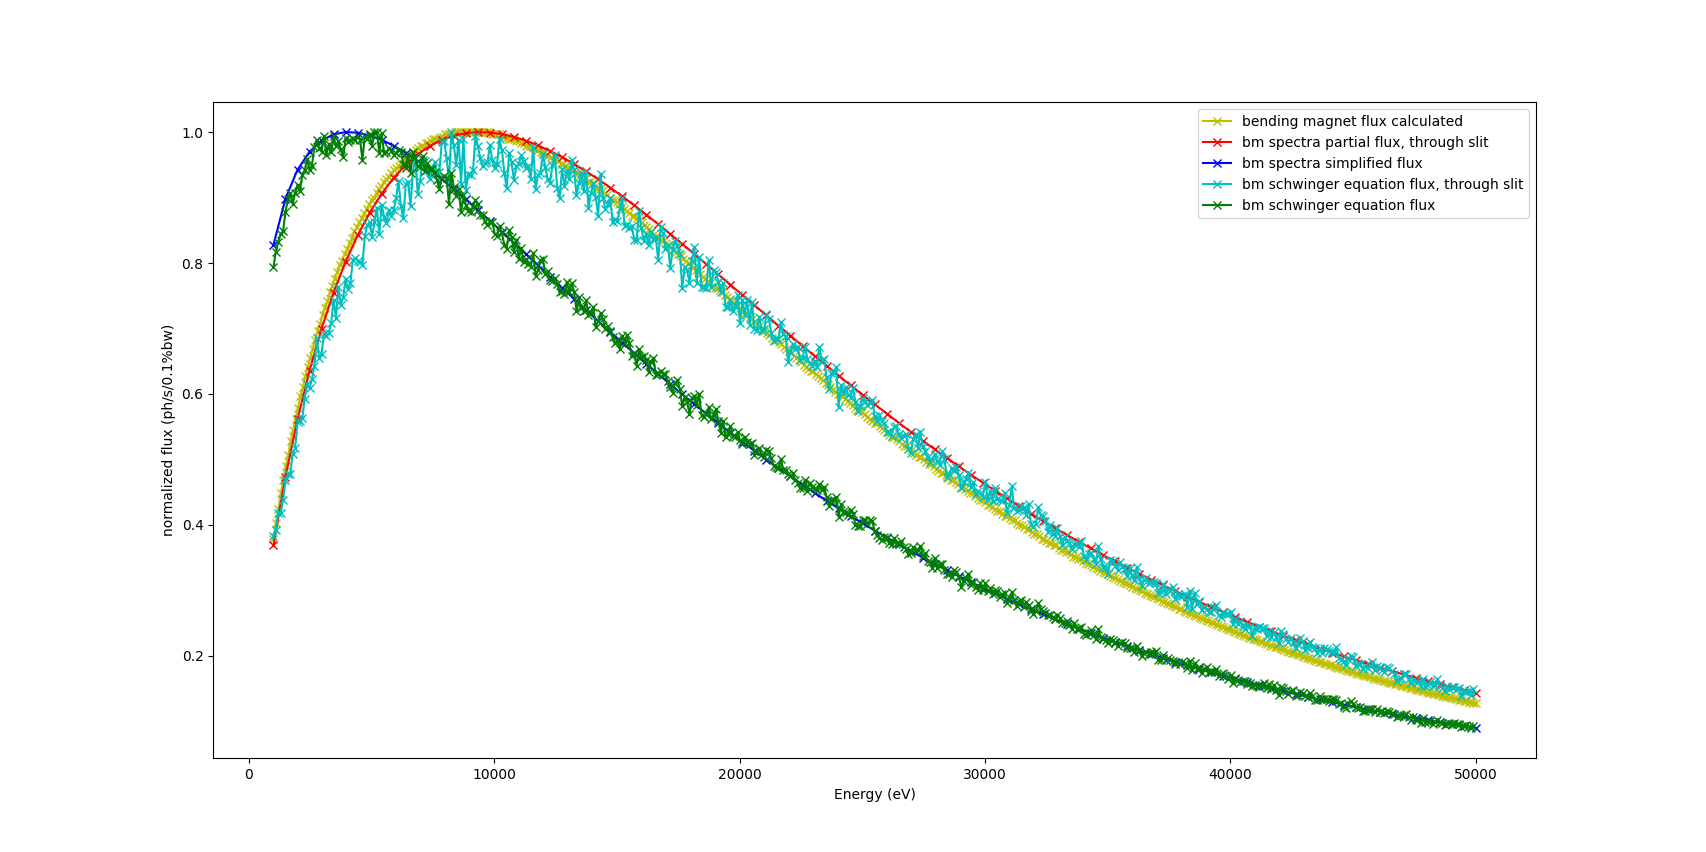 bending magnet flux calculated
bm spectra partial flux, through slit
bm spectra simplified flux
bm schwinger equation flux, through slit
bm schwinger equation flux
normalized flux (ph/s/0.1%bw)
1.0
0.8
0.6
0.4
0.2
0
10000
20000
30000
40000
50000
Energy (eV)